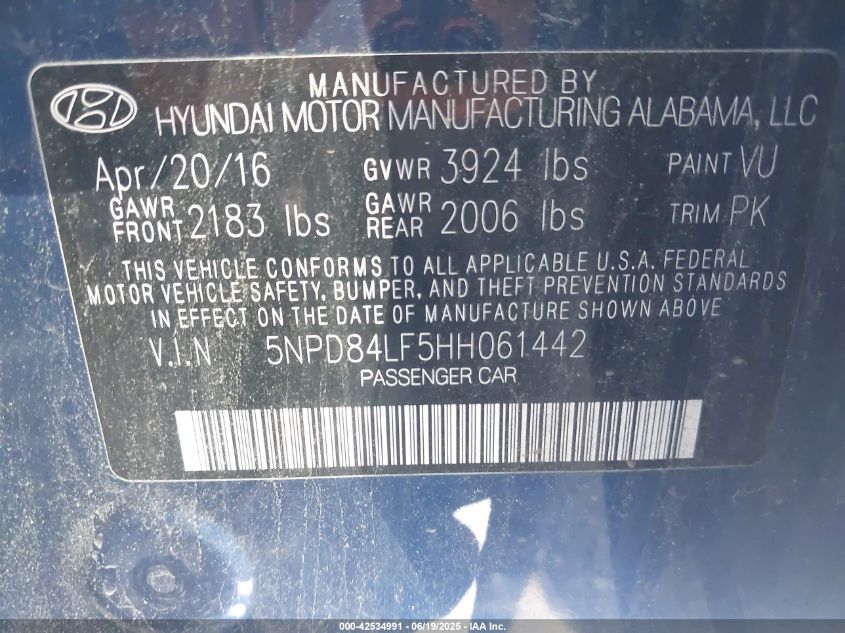 MANUFACTURED BY
HYUNDAI MOTOR MANUFACTURING ALABAMA, LLC
Apr/20/16 GVWR 3924 lbs PAINT VU
GAWR FRONT 2183 lbs GAWR REAR 2006 lbs TRIM PK
THIS VEHICLE CONFORMS TO ALL APPLICABLE U.S.A. FEDERAL
MOTOR VEHICLE SAFETY, BUMPER, AND THEFT PREVENTION STANDARDS
IN EFFECT ON THE DATE OF MANUFACTURE SHOWN ABOVE
V.I.N 5NPD84LF5HH061442
PASSENGER CAR
000-42534991 - 06/19/2025 - IAA Inc.